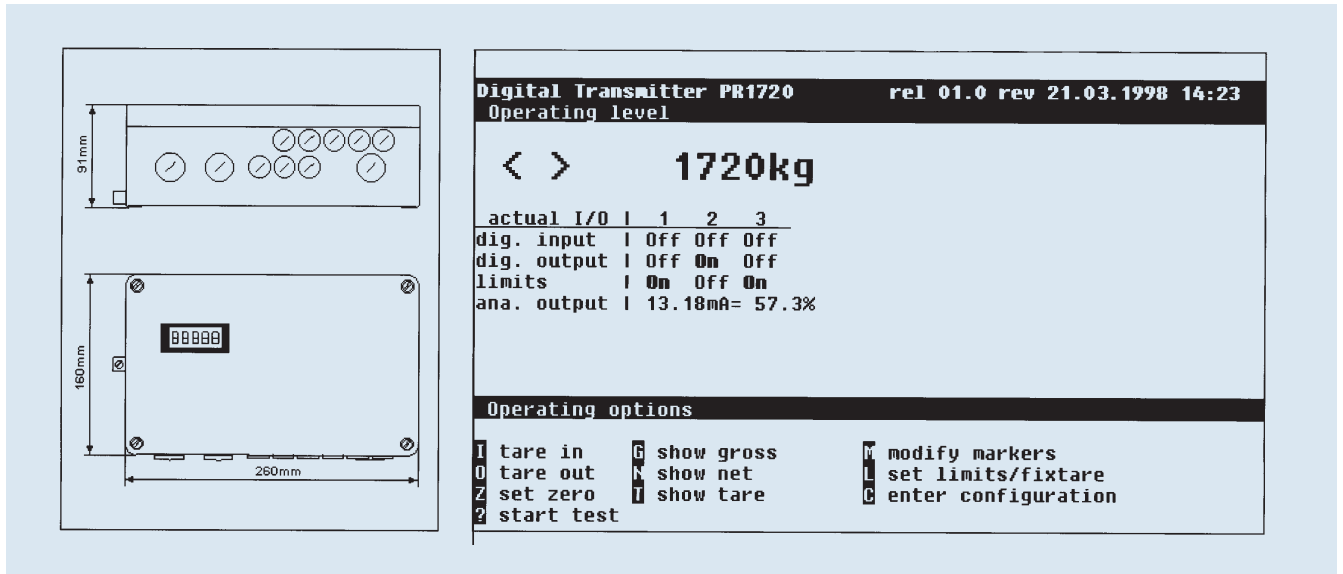 91mm
160mm
88888
260mm
Digital Transmitter PR1720 rel 01.0 rev 21.03.1998 14:23
Operating level
< > 1720kg
actual I/O | 1 2 3
dig. input | Off Off Off
dig. output | Off On Off
limits | On Off On
ana. output | 13.18mA= 57.3%
Operating options
I tare in G show gross M modify markers
O tare out N show net L set limits/fixtare
Z set zero T show tare C enter configuration
? start test